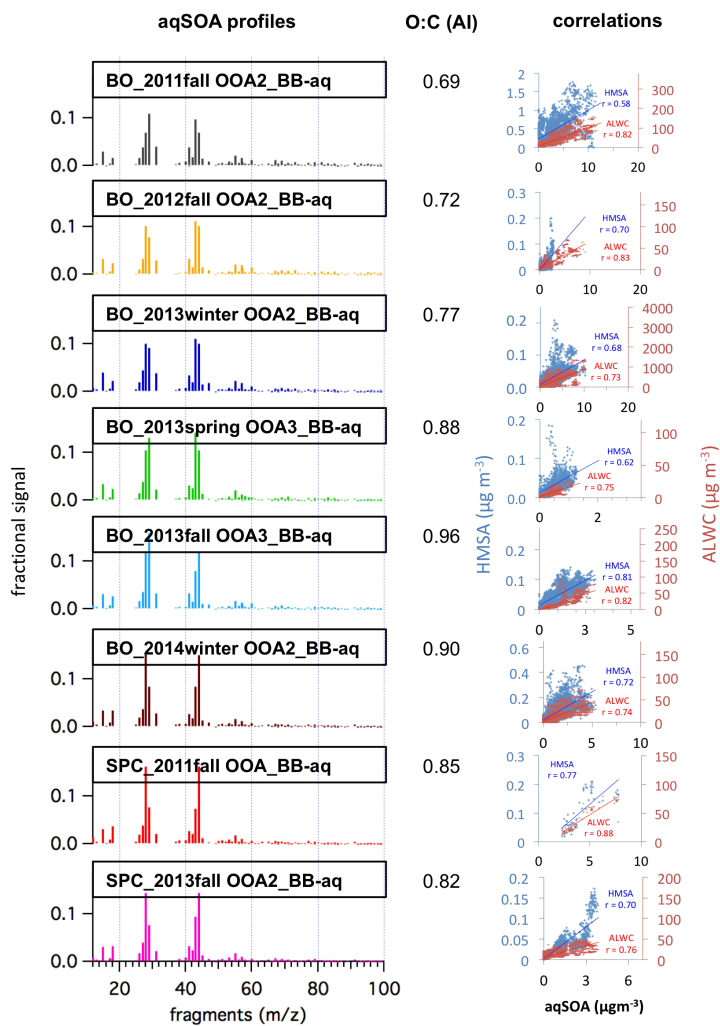 aqSOA profiles O:C (AI) correlations
BO_2011fall OOA2_BB-aq 0.69
0.1
0.0
2
1.5
1
0.5
0
HMSA
r = 0.58
ALWC
r = 0.82
300
200
100
0
0 10 20
BO_2012fall OOA2_BB-aq 0.72
0.1
0.0
0.3
0.2
0.1
0
HMSA
r = 0.70
ALWC
r = 0.83
150
100
50
0
0 10 20
BO_2013winter OOA2_BB-aq 0.77
0.1
0.0
0.2
0.1
0.0
HMSA
r = 0.68
ALWC
r = 0.73
4000
3000
2000
1000
0
0 10 20
BO_2013spring OOA3_BB-aq 0.88
0.1
0.0
0.2
0.15
0.1
0.05
0
HMSA
r = 0.62
ALWC
r = 0.75
100
50
0
0 2
BO_2013fall OOA3_BB-aq 0.96
0.1
0.0
0.2
0.1
0
HMSA
r = 0.81
ALWC
r = 0.82
250
200
150
100
50
0
0 3 5
BO_2014winter OOA2_BB-aq 0.90
0.1
0.0
0.6
0.4
0.2
0
HMSA
r = 0.72
ALWC
r = 0.74
150
100
50
0
0 5 10
SPC_2011fall OOA_BB-aq 0.85
0.1
0.0
0.3
0.2
0.1
0
HMSA
r = 0.77
ALWC
r = 0.88
150
100
50
0
0 5 10
SPC_2013fall OOA2_BB-aq 0.82
0.1
0.0
0.2
0.15
0.1
0.05
0
HMSA
r = 0.70
ALWC
r = 0.76
200
150
100
50
0
0 3 6
20 40 60 80 100
fragments (m/z)
aqSOA (µgm-3)
fractional signal
HMSA (µg m-3)
ALWC (µg m-3)